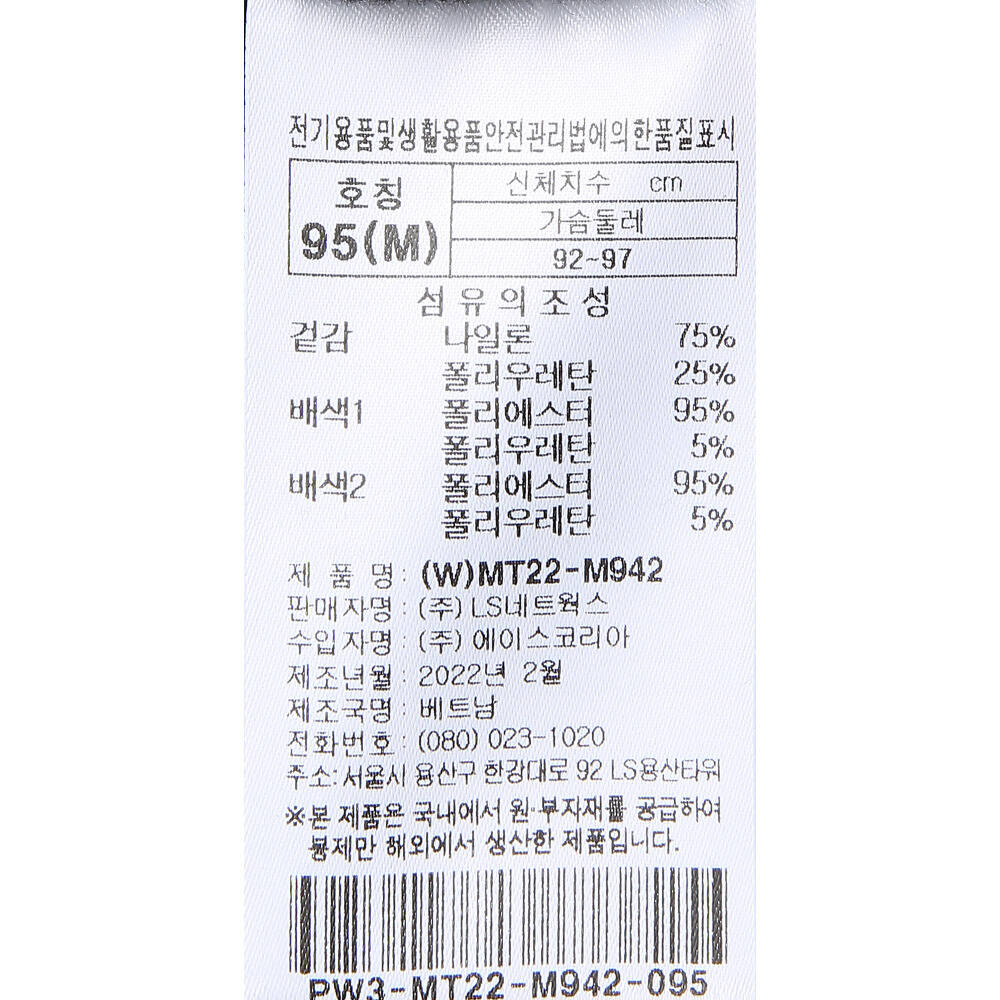 전기용품및생활용품안전관리법에의한품질표시
호칭
95(M)
신체치수 cm
가슴둘레
92~97
섬유의조성
겉감 나일론 75%
폴리우레탄 25%
배색1 폴리에스터 95%
폴리우레탄 5%
배색2 폴리에스터 95%
폴리우레탄 5%
제 품 명 : (W)MT22-M942
판매자명 : (주) LS네트웍스
수입자명 : (주) 에이스코리아
제조년월 : 2022년 2월
제조국명 : 베트남
전화번호 : (080) 023-1020
주소: 서울시 용산구 한강대로 92 LS용산타워
※본 제품은 국내에서 원·부자재를 공급하여
봉제만 해외에서 생산한 제품입니다.
PW3-MT22-M942-095